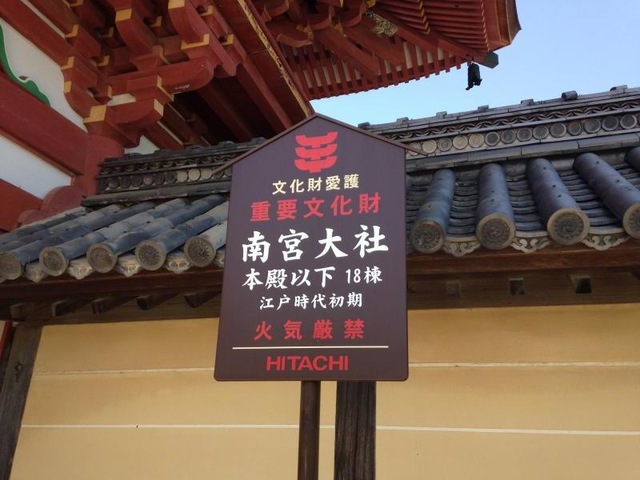 文化財愛護
重要文化財
南宮大社
本殿以下 18棟
江戸時代初期
火気厳禁
HITACHI